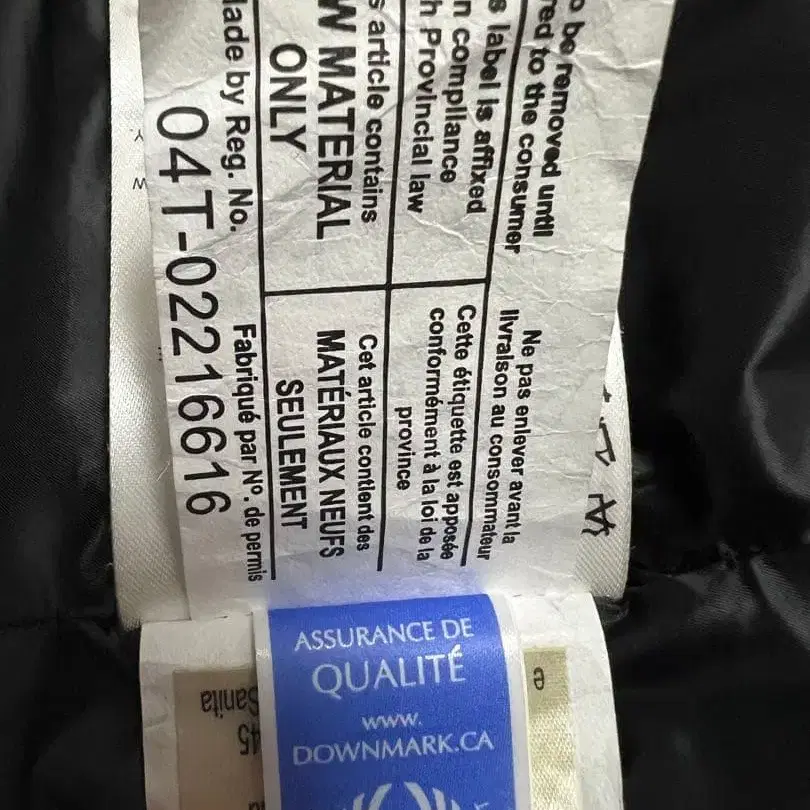 o be removed until
red to the consumer
s label is affixed
n compliance
h Provincial law
s article contains
W MATERIAL
ONLY
lade by Reg. No.
04T-02216616
Ne pas enlever avant la
livraison au consommateur
Cette étiquette est apposée
conformément à la loi de la
province
Cet article contient des
MATÉRIAUX NEUFS
SEULEMENT
Fabriqué par No. de permis
ASSURANCE DE
QUALITÉ
www.
DOWNMARK.CA
Sanita
45
e